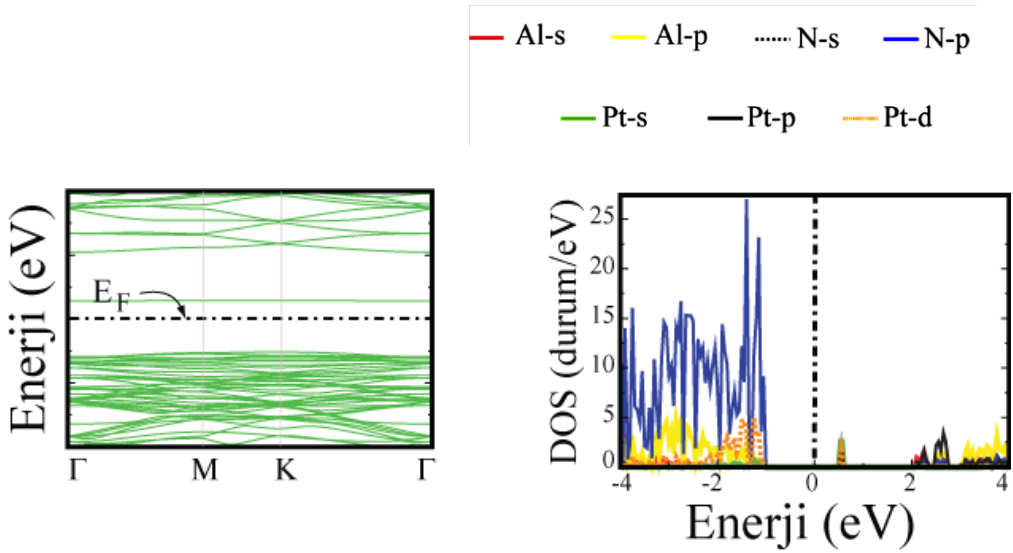 Al-s Al-p N-s N-p
Pt-s Pt-p Pt-d
Enerji (eV)
E_F
Γ M K Γ
DOS (durum/eV)
25
20
15
10
5
0
-4 -2 0 2 4
Enerji (eV)